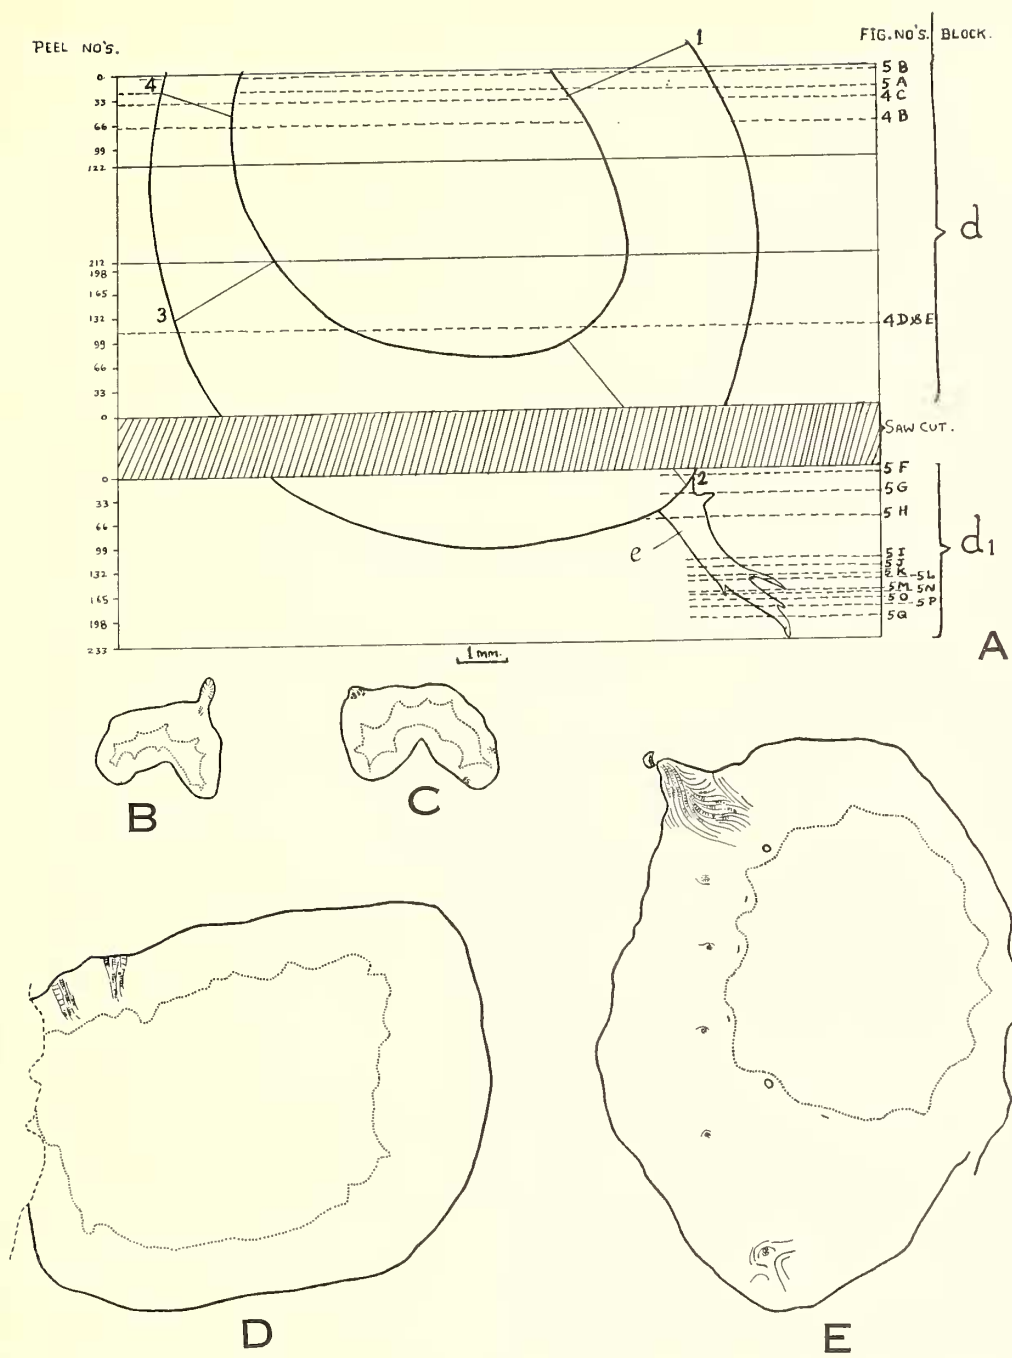 PEEL NO'S.
FIG.NO'S.
BLOCK.
0
33
66
99
122
212
198
165
132
99
66
33
0
0
33
66
99
132
165
198
233
1
4
3
2
e
5 B
5 A
4 C
4 B
4 D & E
SAW CUT.
5 F
5 G
5 H
5 I
5 J
5 K
5 L
5 M
5 N
5 O
5 P
5 Q
d
d1
1 mm.
A
B
C
D
E